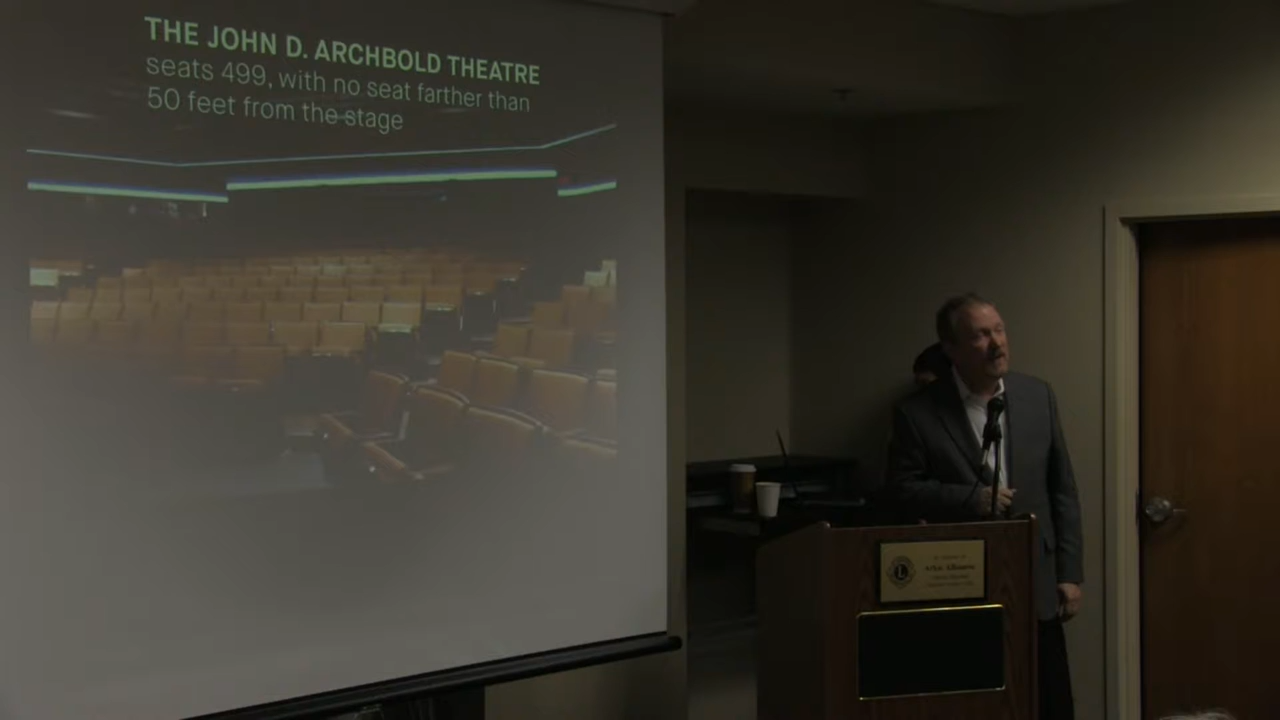 THE JOHN D. ARCHBOLD THEATRE
seats 499, with no seat farther than
50 feet from the stage
L